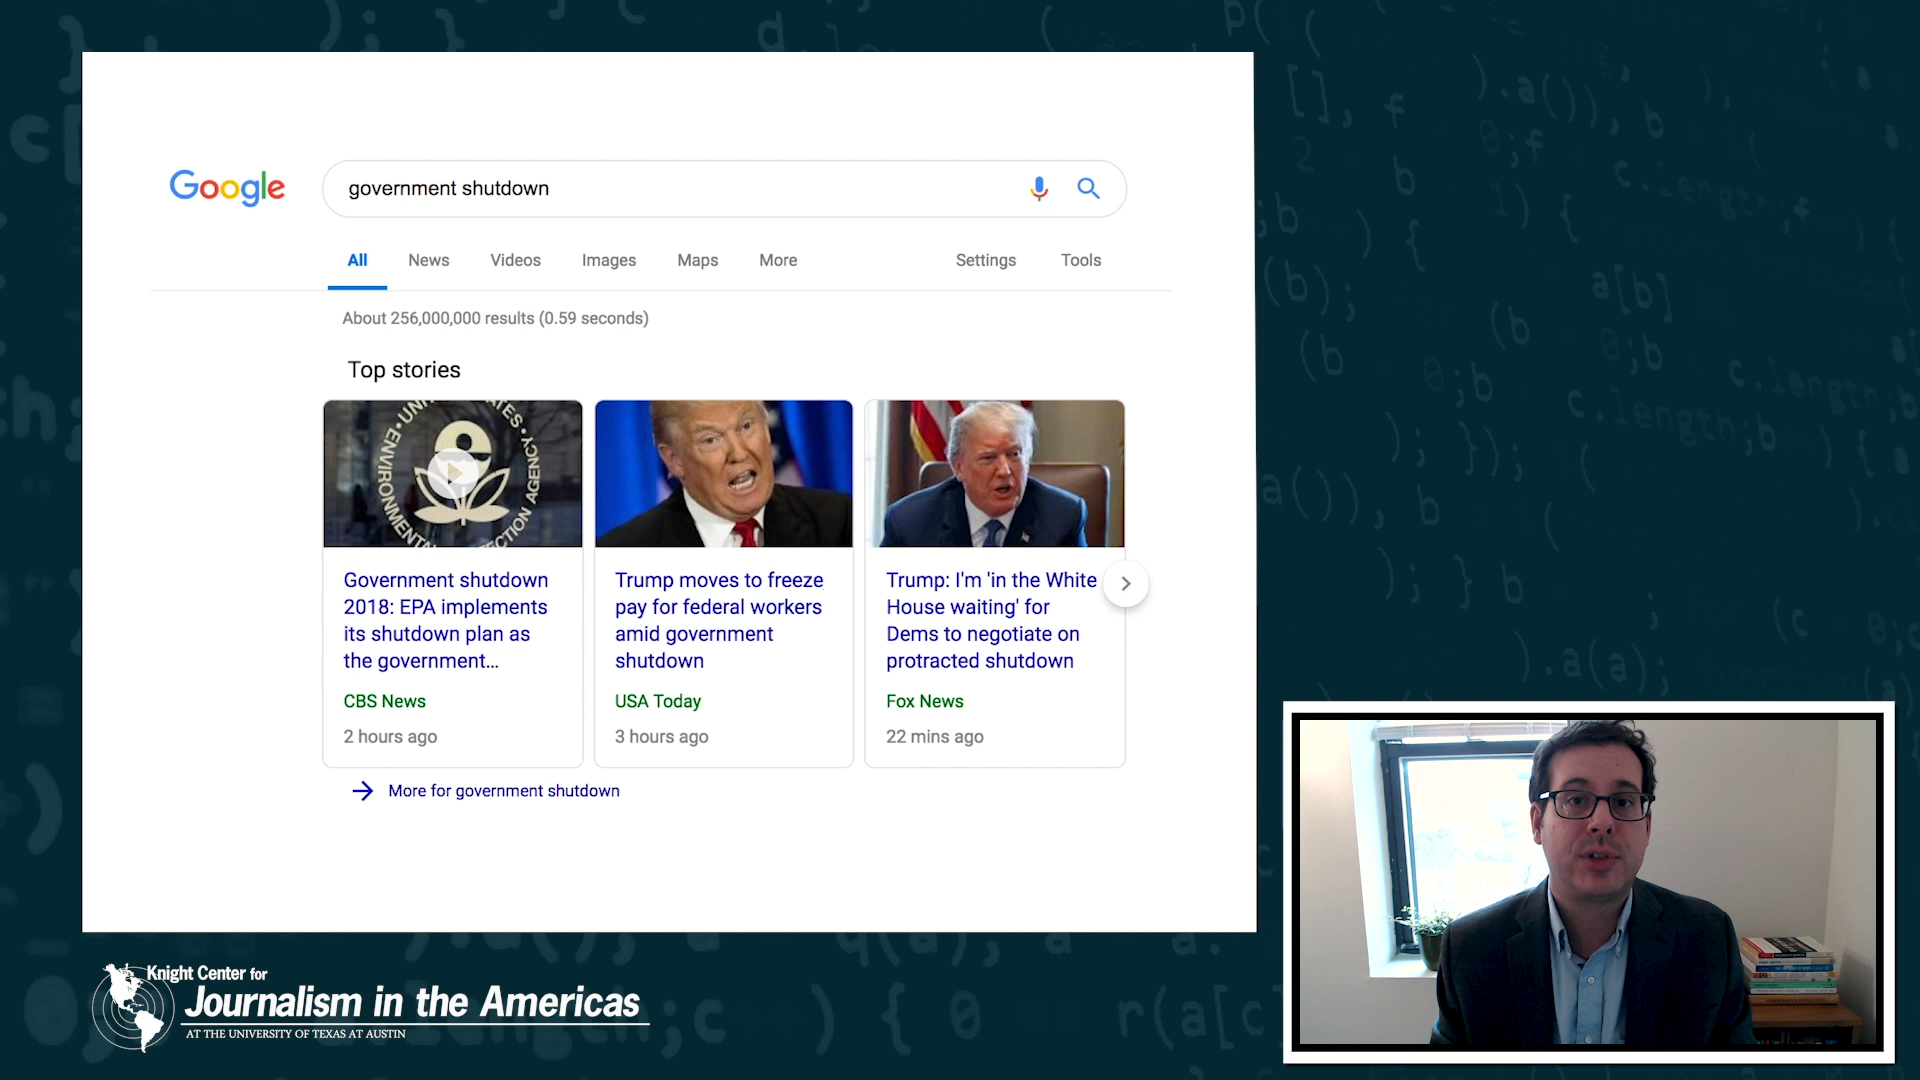 Google
government shutdown
All News Videos Images Maps More Settings Tools
About 256,000,000 results (0.59 seconds)
Top stories
Government shutdown
2018: EPA implements
its shutdown plan as
the government...
CBS News
2 hours ago
Trump moves to freeze
pay for federal workers
amid government
shutdown
USA Today
3 hours ago
Trump: I'm 'in the White
House waiting' for
Dems to negotiate on
protracted shutdown
Fox News
22 mins ago
More for government shutdown
Knight Center for
Journalism in the Americas
AT THE UNIVERSITY OF TEXAS AT AUSTIN